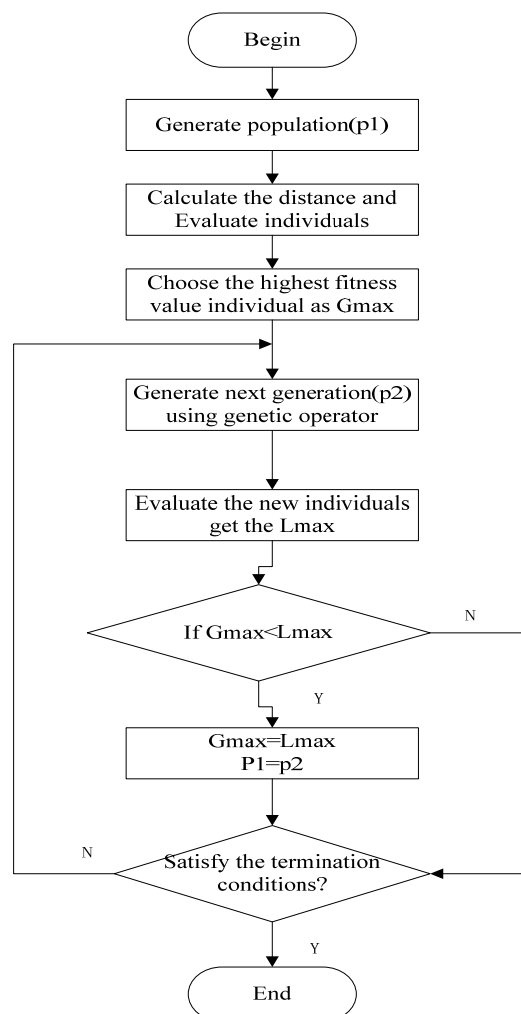 Begin
Generate population(p1)
Calculate the distance and
Evaluate individuals
Choose the highest fitness
value individual as Gmax
Generate next generation(p2)
using genetic operator
Evaluate the new individuals
get the Lmax
If Gmax<Lmax
N
Y
Gmax=Lmax
P1=p2
N
Satisfy the termination
conditions?
Y
End